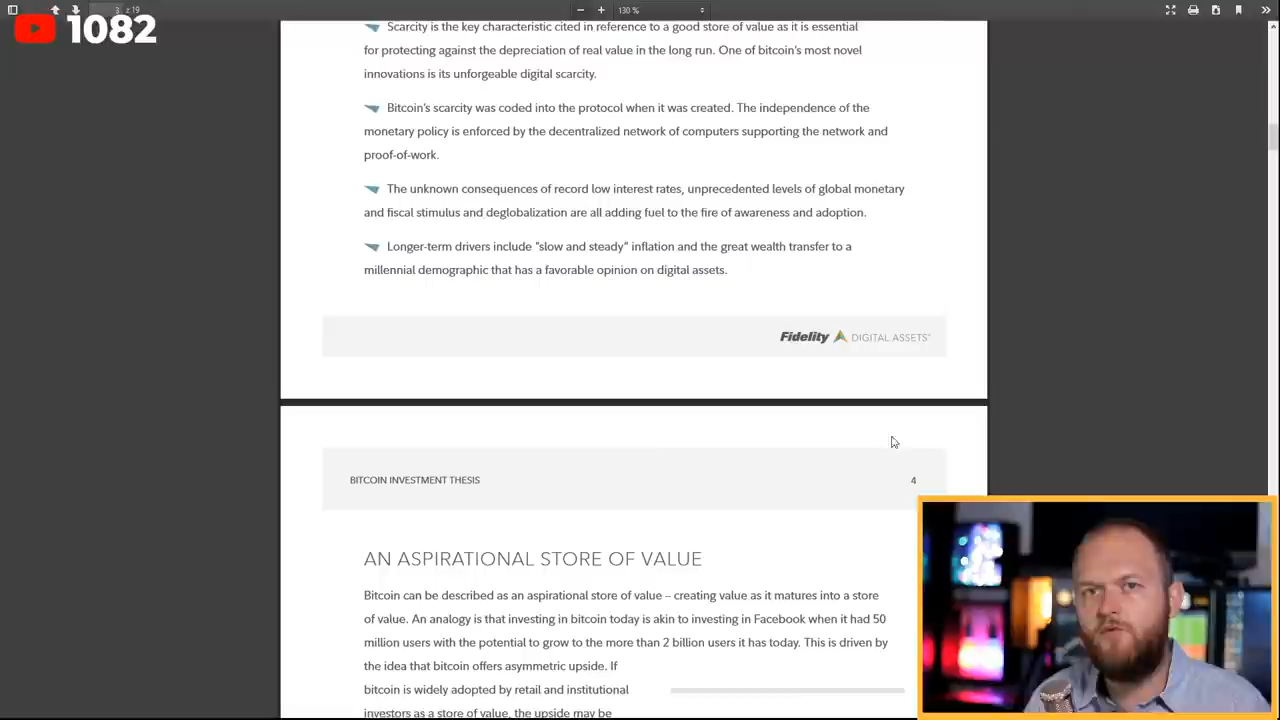 3 z 19
130 %
1082
Scarcity is the key characteristic cited in reference to a good store of value as it is essential
for protecting against the depreciation of real value in the long run. One of bitcoin's most novel
innovations is its unforgeable digital scarcity.
Bitcoin's scarcity was coded into the protocol when it was created. The independence of the
monetary policy is enforced by the decentralized network of computers supporting the network and
proof-of-work.
The unknown consequences of record low interest rates, unprecedented levels of global monetary
and fiscal stimulus and deglobalization are all adding fuel to the fire of awareness and adoption.
Longer-term drivers include "slow and steady" inflation and the great wealth transfer to a
millennial demographic that has a favorable opinion on digital assets.
Fidelity DIGITAL ASSETS
BITCOIN INVESTMENT THESIS 4
AN ASPIRATIONAL STORE OF VALUE
Bitcoin can be described as an aspirational store of value – creating value as it matures into a store
of value. An analogy is that investing in bitcoin today is akin to investing in Facebook when it had 50
million users with the potential to grow to the more than 2 billion users it has today. This is driven by
the idea that bitcoin offers asymmetric upside. If
bitcoin is widely adopted by retail and institutional
investors as a store of value, the upside may be